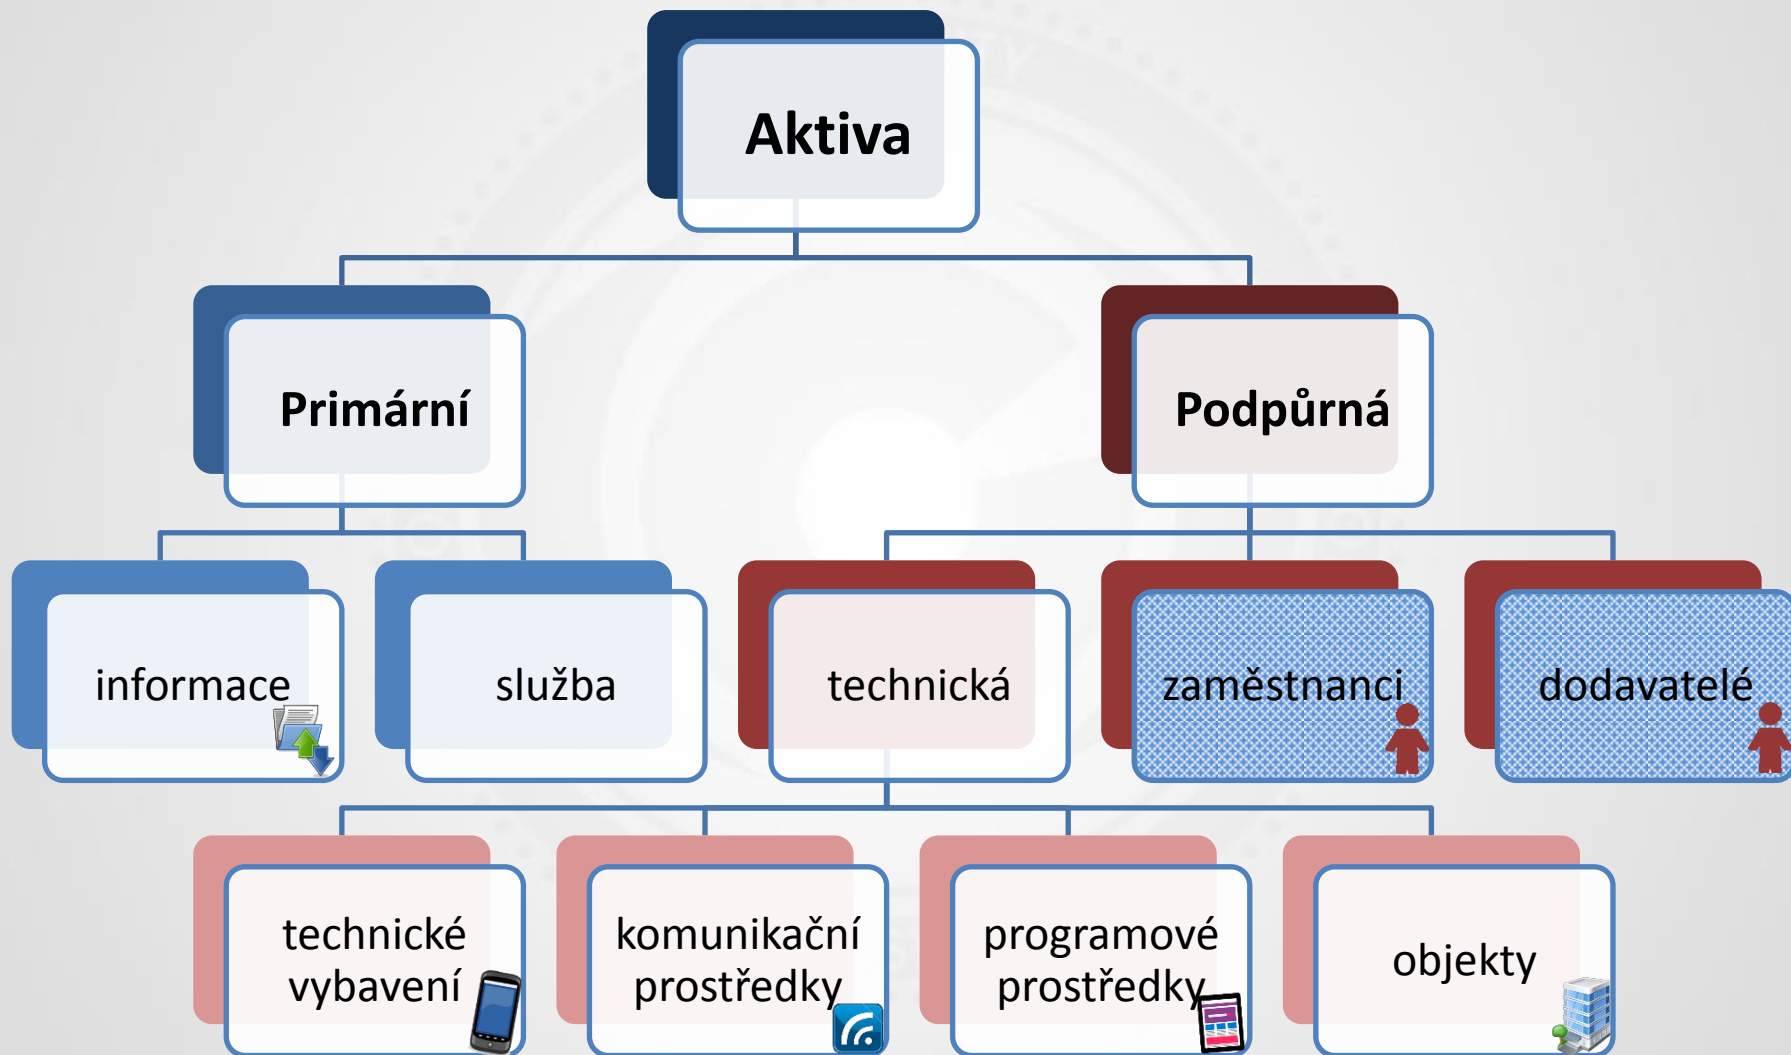 Aktiva
Primární
Podpůrná
informace
služba
technická
zaměstnanci
dodavatelé
technické
vybavení
komunikační
prostředky
programové
prostředky
objekty